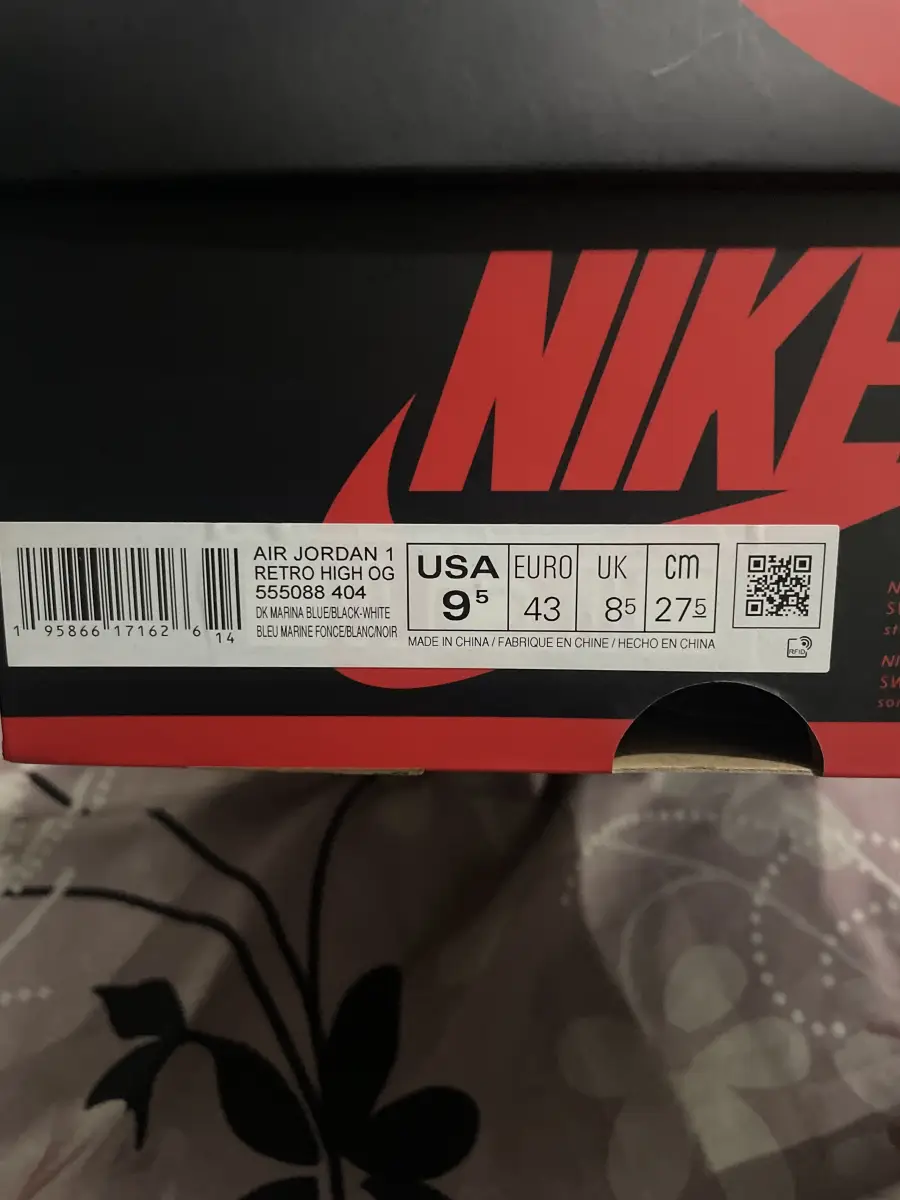 NIKE
AIR JORDAN 1
RETRO HIGH OG
555088 404
DK MARINA BLUE/BLACK-WHITE
BLEU MARINE FONCE/BLANC/NOIR
1 95866 17162 6 14
USA EURO UK cm
9⁵ 43 8⁵ 27⁵
MADE IN CHINA / FABRIQUE EN CHINE / HECHO EN CHINA
RFID